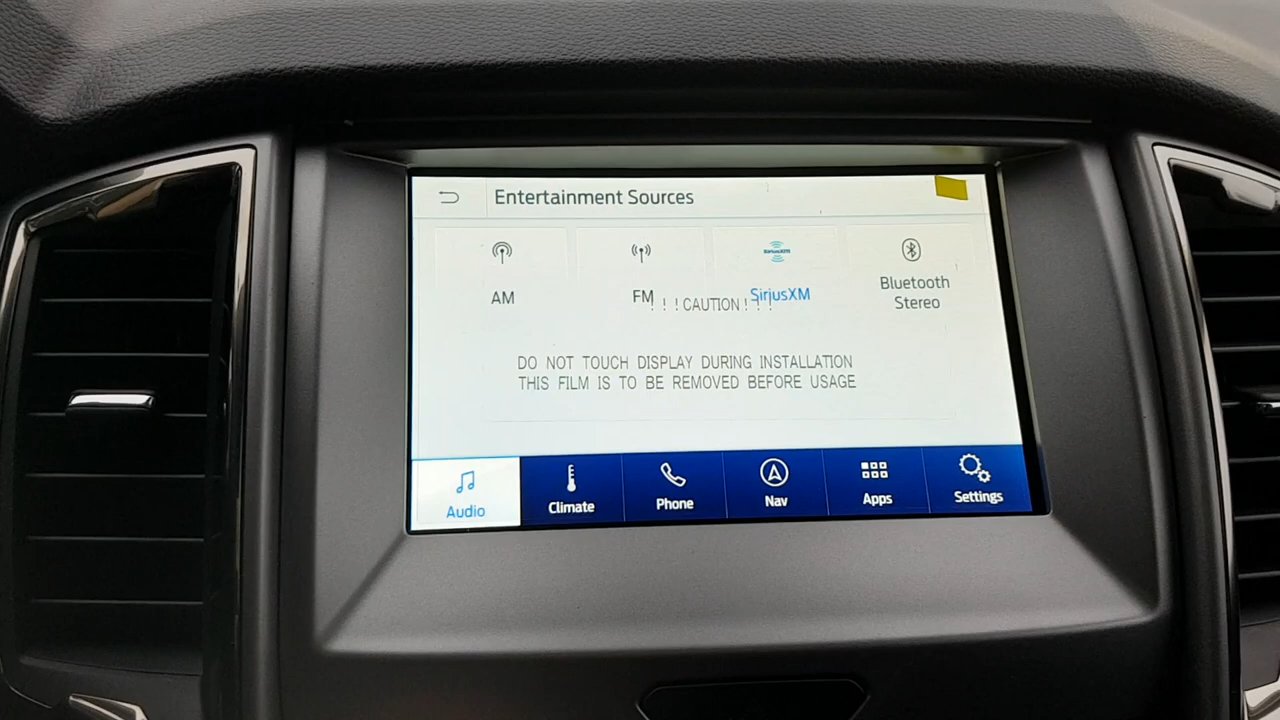 Entertainment Sources
AM
FM
SiriusXM
SiriusXM
Bluetooth
Stereo
! ! ! CAUTION ! ! !
DO NOT TOUCH DISPLAY DURING INSTALLATION
THIS FILM IS TO BE REMOVED BEFORE USAGE
Audio
Climate
Phone
Nav
Apps
Settings